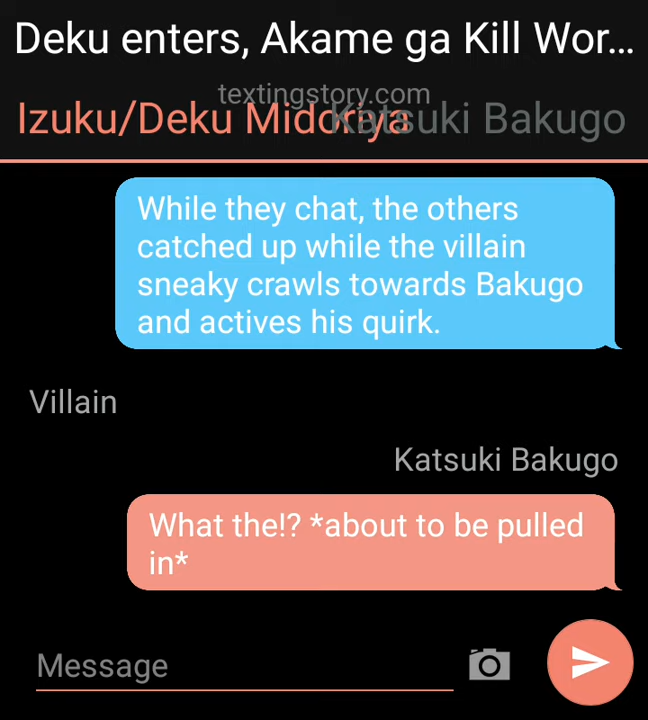 Deku enters, Akame ga Kill Wor...
textingstory.com
Izuku/Deku Midoriya
Katsuki Bakugo
While they chat, the others
catched up while the villain
sneaky crawls towards Bakugo
and actives his quirk.
Villain
Katsuki Bakugo
What the!? *about to be pulled
in*
Message